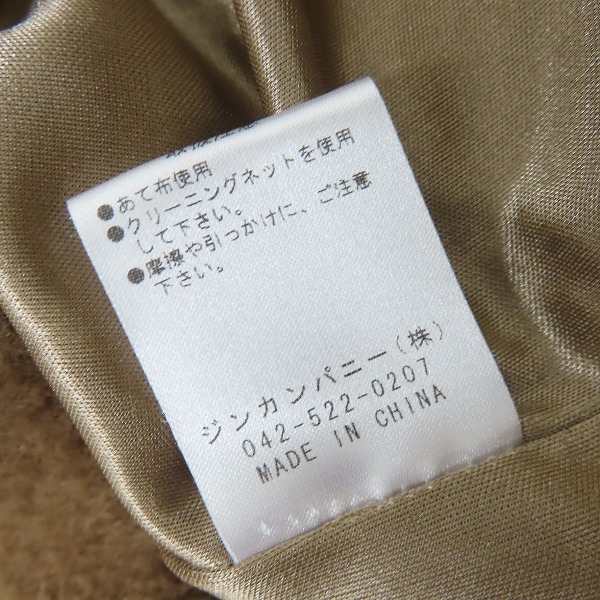 ●あて布使用
●クリーニングネットを使用
して下さい。
●摩擦や引っかけに、ご注意
下さい。
ジンカンパニー(株)
042-522-0207
MADE IN CHINA